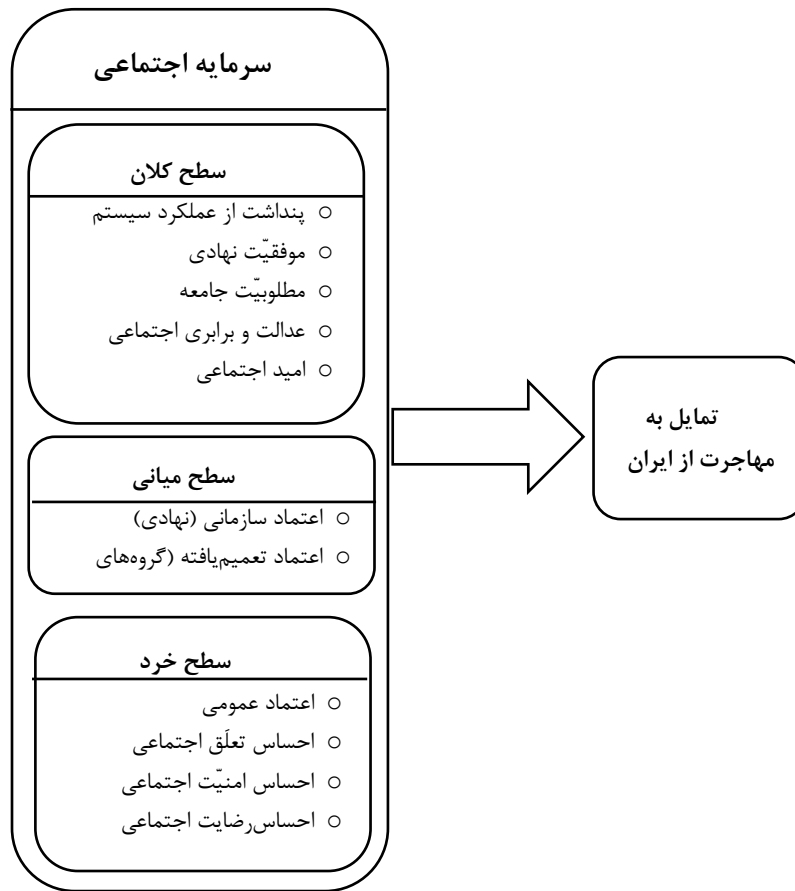 سرمایه اجتماعی
سطح کلان
○ پنداشت از عملکرد سیستم
○ موفقیّت نهادی
○ مطلوبیّت جامعه
○ عدالت و برابری اجتماعی
○ امید اجتماعی
سطح میانی
○ اعتماد سازمانی (نهادی)
○ اعتماد تعمیم‌یافته (گروه‌های
سطح خرد
○ اعتماد عمومی
○ احساس تعلّق اجتماعی
○ احساس امنیّت اجتماعی
○ احساس‌رضایت اجتماعی
تمایل به
مهاجرت از ایران